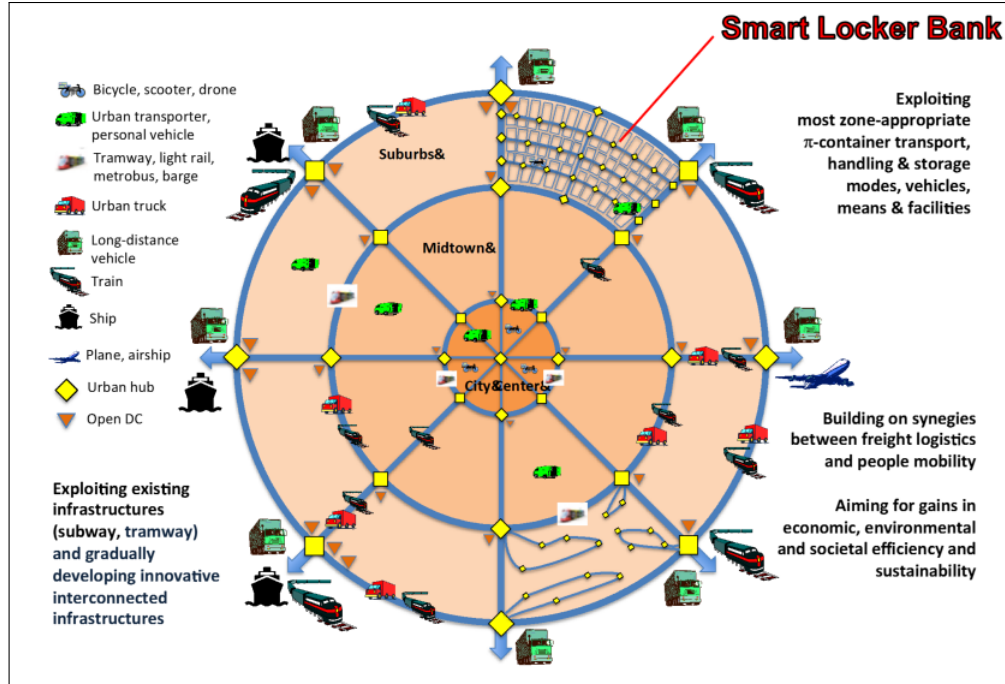 Smart Locker Bank
Bicycle, scooter, drone
Urban transporter,
personal vehicle
Tramway, light rail,
metrobus, barge
Urban truck
Long-distance
vehicle
Train
Ship
Plane, airship
Urban hub
Open DC
Suburbs&
Midtown&
City&center&
Exploiting
most zone-appropriate
π-container transport,
handling & storage
modes, vehicles,
means & facilities
Building on synegies
between freight logistics
and people mobility
Aiming for gains in
economic, environmental
and societal efficiency and
sustainability
Exploiting existing
infrastructures
(subway, tramway)
and gradually
developing innovative
interconnected
infrastructures